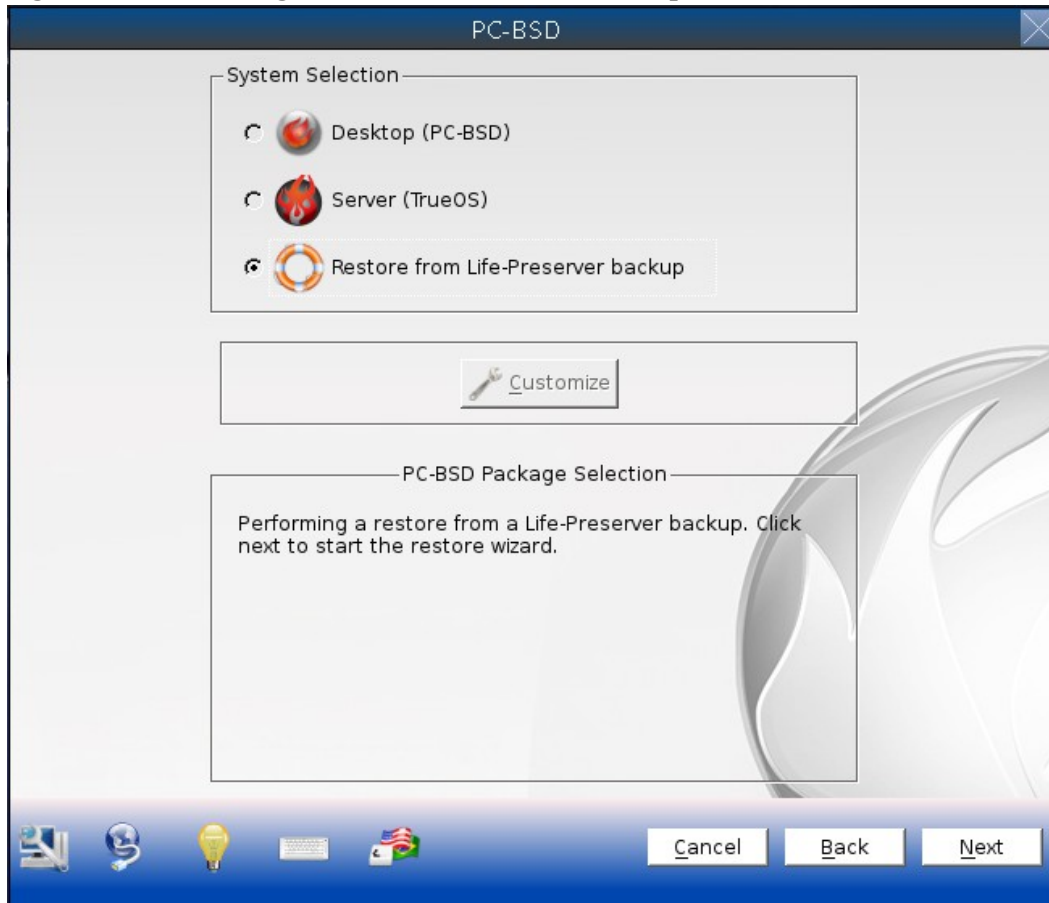 PC-BSD
System Selection
Desktop (PC-BSD)
Server (TrueOS)
Restore from Life-Preserver backup
Customize
PC-BSD Package Selection
Performing a restore from a Life-Preserver backup. Click
next to start the restore wizard.
Cancel
Back
Next